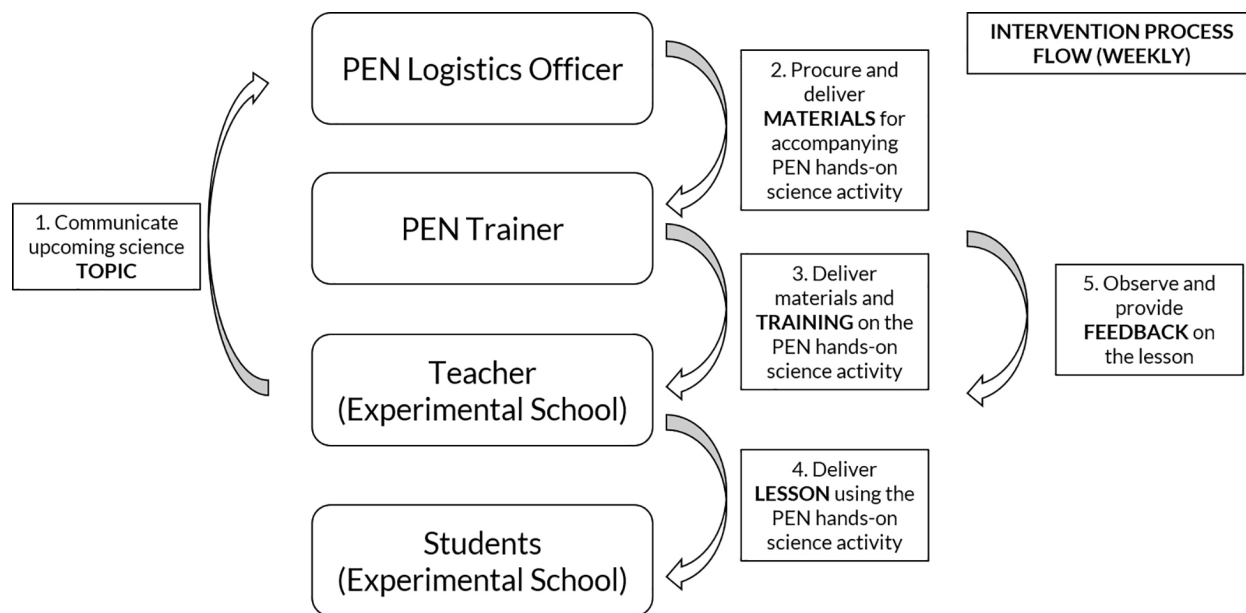 PEN Logistics Officer
INTERVENTION PROCESS
FLOW (WEEKLY)
2. Procure and
deliver
MATERIALS for
accompanying
PEN hands-on
science activity
1. Communicate
upcoming science
TOPIC
PEN Trainer
3. Deliver
materials and
TRAINING on the
PEN hands-on
science activity
5. Observe and
provide
FEEDBACK on
the lesson
Teacher
(Experimental School)
4. Deliver
LESSON using the
PEN hands-on
science activity
Students
(Experimental School)